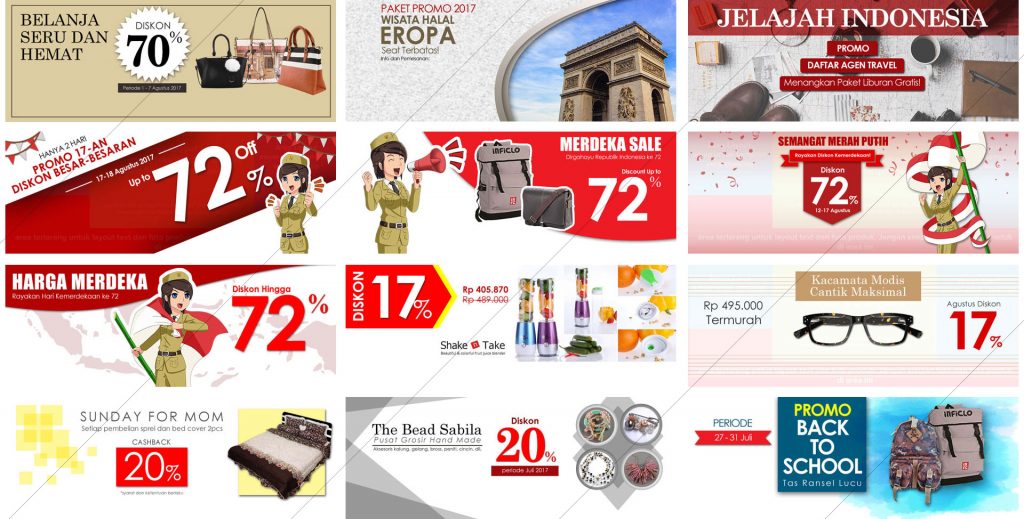 BELANJA
SERU DAN
HEMAT
DISKON
70%
Periode 1 - 7 Agustus 2017
PAKET PROMO 2017
WISATA HALAL
EROPA
Seat Terbatas!
Info dan Pemesanan:
JELAJAH INDONESIA
PROMO
DAFTAR AGEN TRAVEL
Menangkan Paket Liburan Gratis!
HANYA 2 HARI
PROMO 17-AN
DISKON BESAR-BESARAN
17-18 Agustus 2017
Up to
72%
Off
MERDEKA SALE
Dirgahayu Republik Indonesia ke 72
Discount Up to
72%
INFICLO
SEMANGAT MERAH PUTIH
Rayakan Diskon Kemerdekaan!
Diskon
72%
12-17 Agustus
HARGA MERDEKA
Rayakan Hari Kemerdekaan ke 72
Diskon Hingga
72%
DISKON
17%
Rp 405.870
Rp 489.000
Shake n Take
Beautiful & colorful fruit juice blender
Kacamata Modis
Cantik Maksimal
Rp 495.000
Termurah
Agustus Diskon
17%
SUNDAY FOR MOM
Setiap pembelian sprei dan bed cover 2pcs
CASHBACK
20%
*syarat dan ketentuan berlaku
The Bead Sabila
Pusat Grosir Hand Made
Aksesoris kalung, gelang, bross, peniti, cincin, dll.
Diskon
20%
periode Juli 2017
PERIODE
27 - 31 Juli
PROMO
BACK
TO
SCHOOL
Tas Ransel Lucu
INFICLO